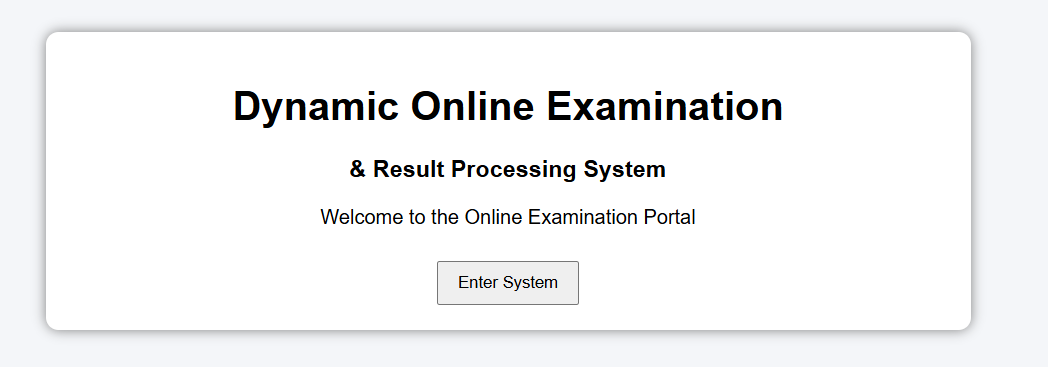 Dynamic Online Examination
& Result Processing System
Welcome to the Online Examination Portal
Enter System